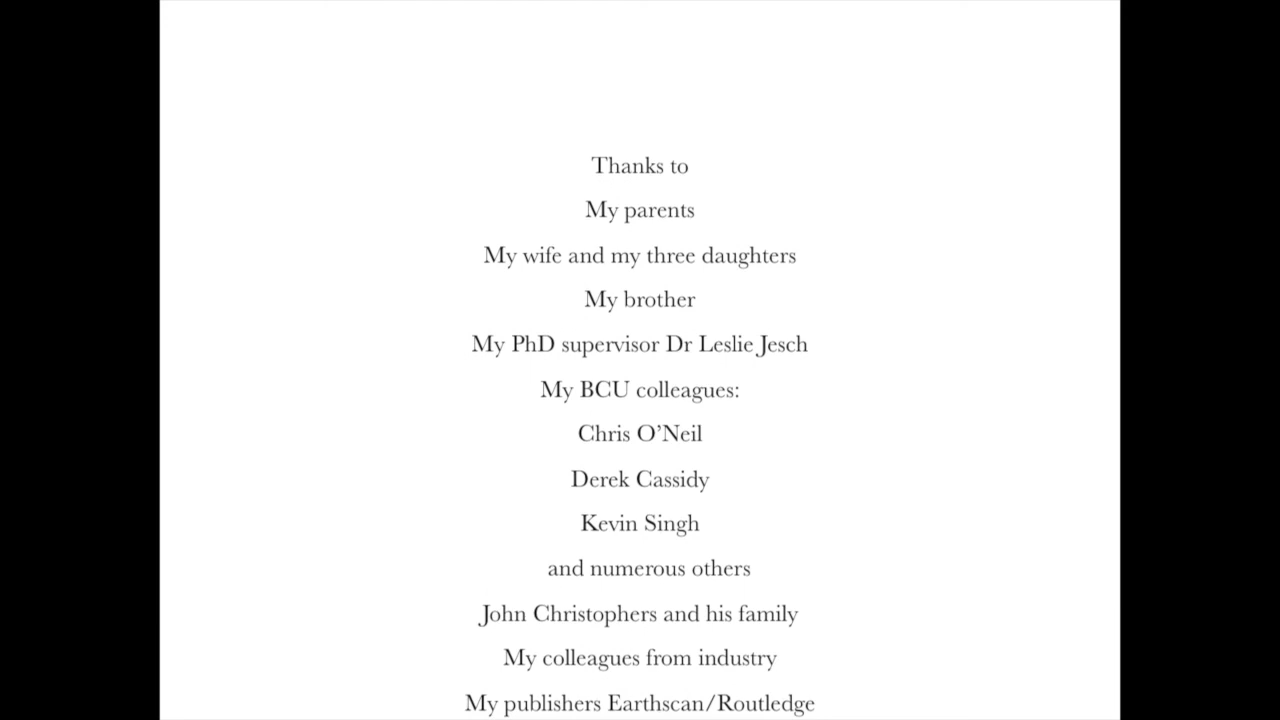 Thanks to
My parents
My wife and my three daughters
My brother
My PhD supervisor Dr Leslie Jesch
My BCU colleagues:
Chris O’Neil
Derek Cassidy
Kevin Singh
and numerous others
John Christophers and his family
My colleagues from industry
My publishers Earthscan/Routledge